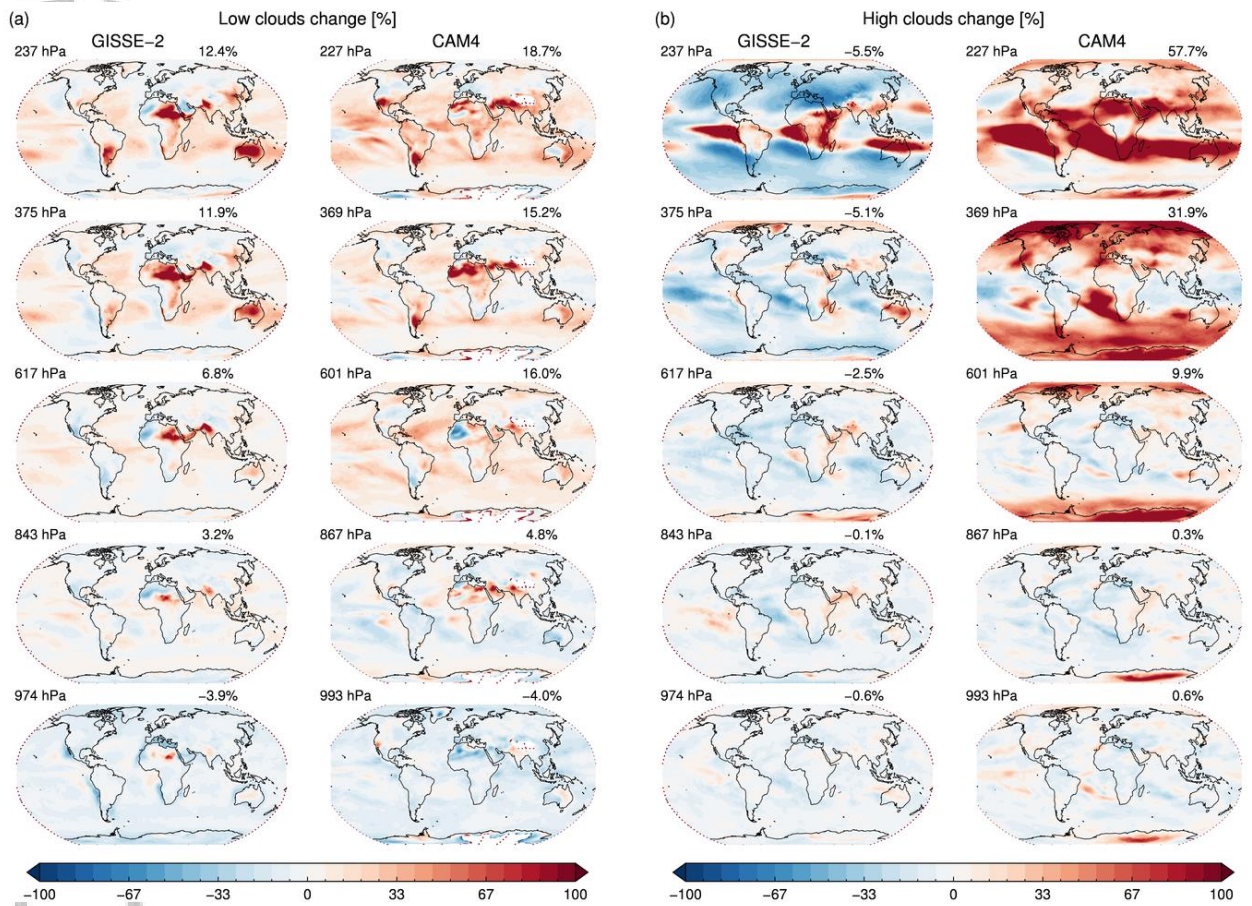 (a) Low clouds change [%]
GISSE−2 CAM4
237 hPa 12.4% 227 hPa 18.7%
375 hPa 11.9% 369 hPa 15.2%
617 hPa 6.8% 601 hPa 16.0%
843 hPa 3.2% 867 hPa 4.8%
974 hPa −3.9% 993 hPa −4.0%
−100 −67 −33 0 33 67 100
(b) High clouds change [%]
GISSE−2 CAM4
237 hPa −5.5% 227 hPa 57.7%
375 hPa −5.1% 369 hPa 31.9%
617 hPa −2.5% 601 hPa 9.9%
843 hPa −0.1% 867 hPa 0.3%
974 hPa −0.6% 993 hPa 0.6%
−100 −67 −33 0 33 67 100